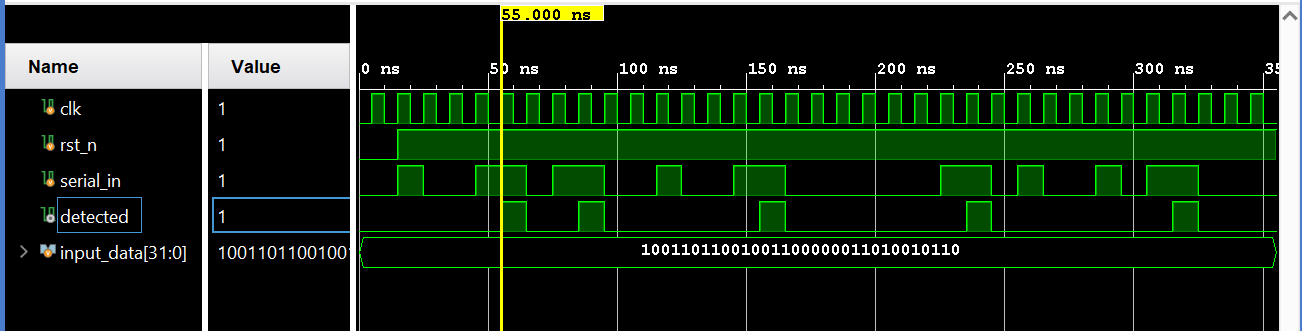 55.000 ns
Name
Value
0 ns
50 ns
100 ns
150 ns
200 ns
250 ns
300 ns
35
clk
1
rst_n
1
serial_in
1
detected
1
input_data[31:0]
10011011001001
10011011001001100000011010010110